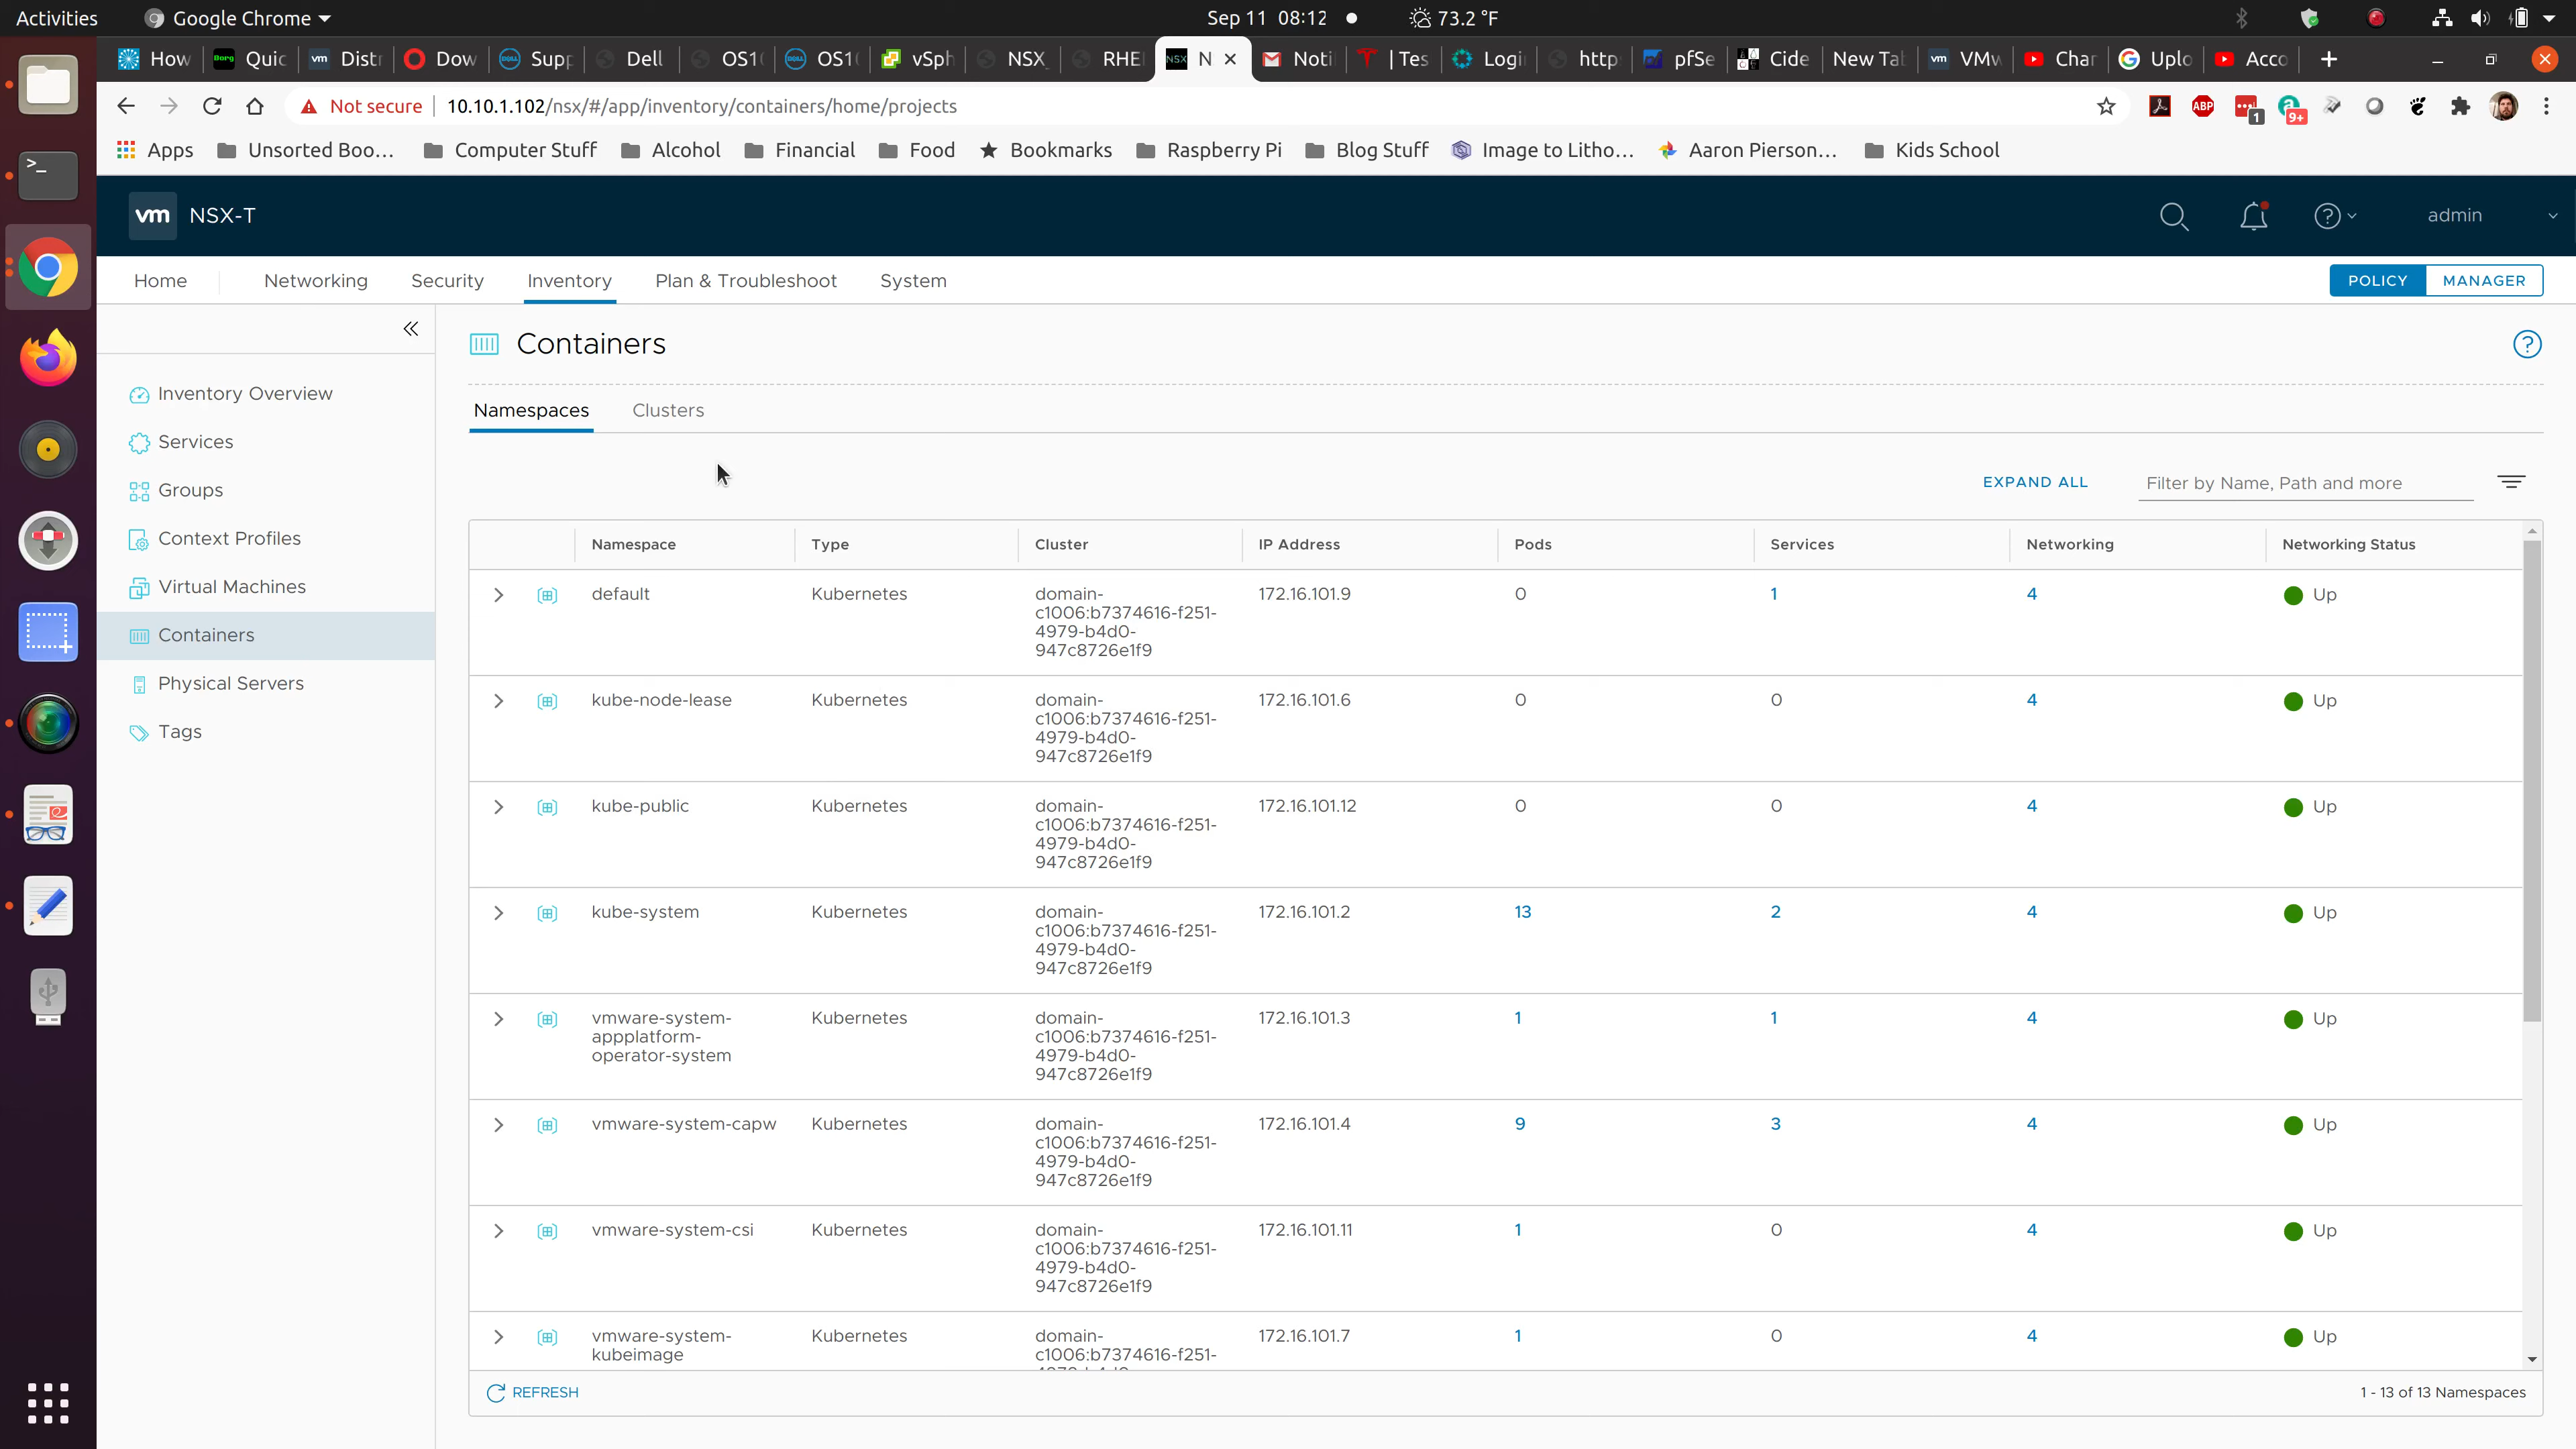 Activities Google Chrome Sep 11 08:12 73.2 °F
How Quic Distr Dow Supp Dell OS1 OS1 vSph NSX RHE N Noti | Tes Logi http pfSe Cide New Tab VMw Char Uplo Acco
Not secure 10.10.1.102/nsx/#/app/inventory/containers/home/projects ABP 1 9+
Apps Unsorted Boo... Computer Stuff Alcohol Financial Food Bookmarks Raspberry Pi Blog Stuff Image to Litho... Aaron Pierson... Kids School
vm NSX-T admin
Home Networking Security Inventory Plan & Troubleshoot System POLICY MANAGER
Containers
Inventory Overview
Services
Groups
Context Profiles
Virtual Machines
Containers
Physical Servers
Tags
Namespaces Clusters
EXPAND ALL Filter by Name, Path and more
Namespace Type Cluster IP Address Pods Services Networking Networking Status
default Kubernetes domain- 172.16.101.9 0 1 4 Up
c1006:b7374616-f251-
4979-b4d0-
947c8726e1f9
kube-node-lease Kubernetes domain- 172.16.101.6 0 0 4 Up
c1006:b7374616-f251-
4979-b4d0-
947c8726e1f9
kube-public Kubernetes domain- 172.16.101.12 0 0 4 Up
c1006:b7374616-f251-
4979-b4d0-
947c8726e1f9
kube-system Kubernetes domain- 172.16.101.2 13 2 4 Up
c1006:b7374616-f251-
4979-b4d0-
947c8726e1f9
vmware-system- Kubernetes domain- 172.16.101.3 1 1 4 Up
appplatform- c1006:b7374616-f251-
operator-system 4979-b4d0-
947c8726e1f9
vmware-system-capw Kubernetes domain- 172.16.101.4 9 3 4 Up
c1006:b7374616-f251-
4979-b4d0-
947c8726e1f9
vmware-system-csi Kubernetes domain- 172.16.101.11 1 0 4 Up
c1006:b7374616-f251-
4979-b4d0-
947c8726e1f9
vmware-system- Kubernetes domain- 172.16.101.7 1 0 4 Up
kubeimage c1006:b7374616-f251-
REFRESH 1 - 13 of 13 Namespaces